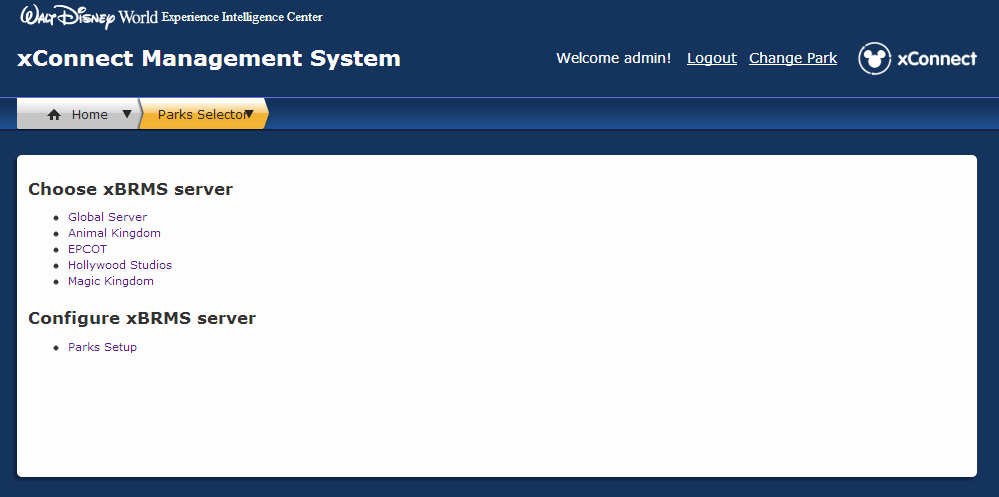 Walt Disney World Experience Intelligence Center
xConnect Management System
Welcome admin! Logout Change Park xConnect
Home Parks Selector
Choose xBRMS server
Global Server
Animal Kingdom
EPCOT
Hollywood Studios
Magic Kingdom
Configure xBRMS server
Parks Setup